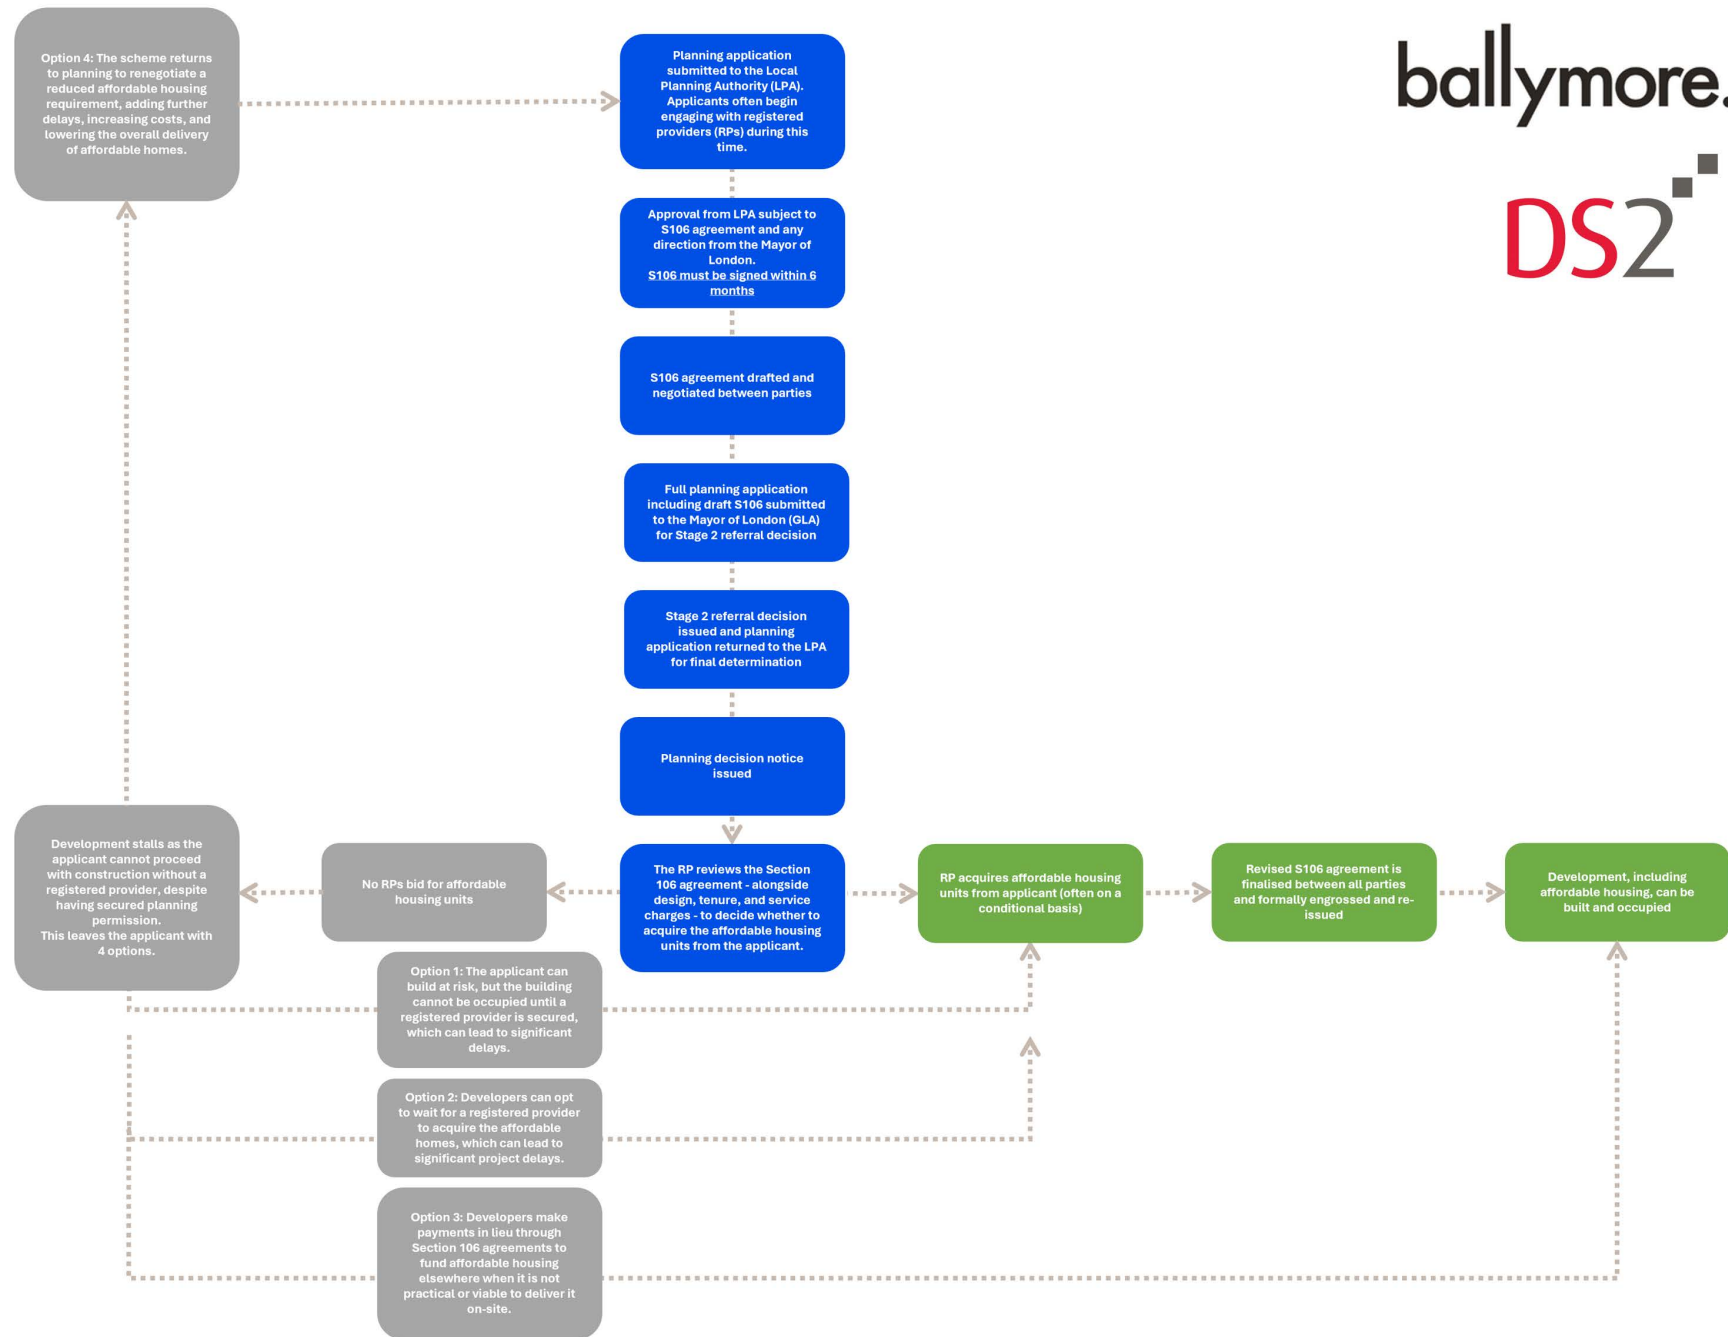 Option 4: The scheme returns
to planning to renegotiate a
reduced affordable housing
requirement, adding further
delays, increasing costs, and
lowering the overall delivery
of affordable homes.
Planning application
submitted to the Local
Planning Authority (LPA).
Applicants often begin
engaging with registered
providers (RPs) during this
time.
ballymore.
DS2
Approval from LPA subject to
S106 agreement and any
direction from the Mayor of
London.
S106 must be signed within 6
months
S106 agreement drafted and
negotiated between parties
Full planning application
including draft S106 submitted
to the Mayor of London (GLA)
for Stage 2 referral decision
Stage 2 referral decision
issued and planning
application returned to the LPA
for final determination
Planning decision notice
issued
Development stalls as the
applicant cannot proceed
with construction without a
registered provider, despite
having secured planning
permission.
This leaves the applicant with
4 options.
No RPs bid for affordable
housing units
The RP reviews the Section
106 agreement - alongside
design, tenure, and service
charges - to decide whether to
acquire the affordable housing
units from the applicant.
RP acquires affordable housing
units from applicant (often on a
conditional basis)
Revised S106 agreement is
finalised between all parties
and formally engrossed and re-
issued
Development, including
affordable housing, can be
built and occupied
Option 1: The applicant can
build at risk, but the building
cannot be occupied until a
registered provider is secured,
which can lead to significant
delays.
Option 2: Developers can opt
to wait for a registered provider
to acquire the affordable
homes, which can lead to
significant project delays.
Option 3: Developers make
payments in lieu through
Section 106 agreements to
fund affordable housing
elsewhere when it is not
practical or viable to deliver it
on-site.